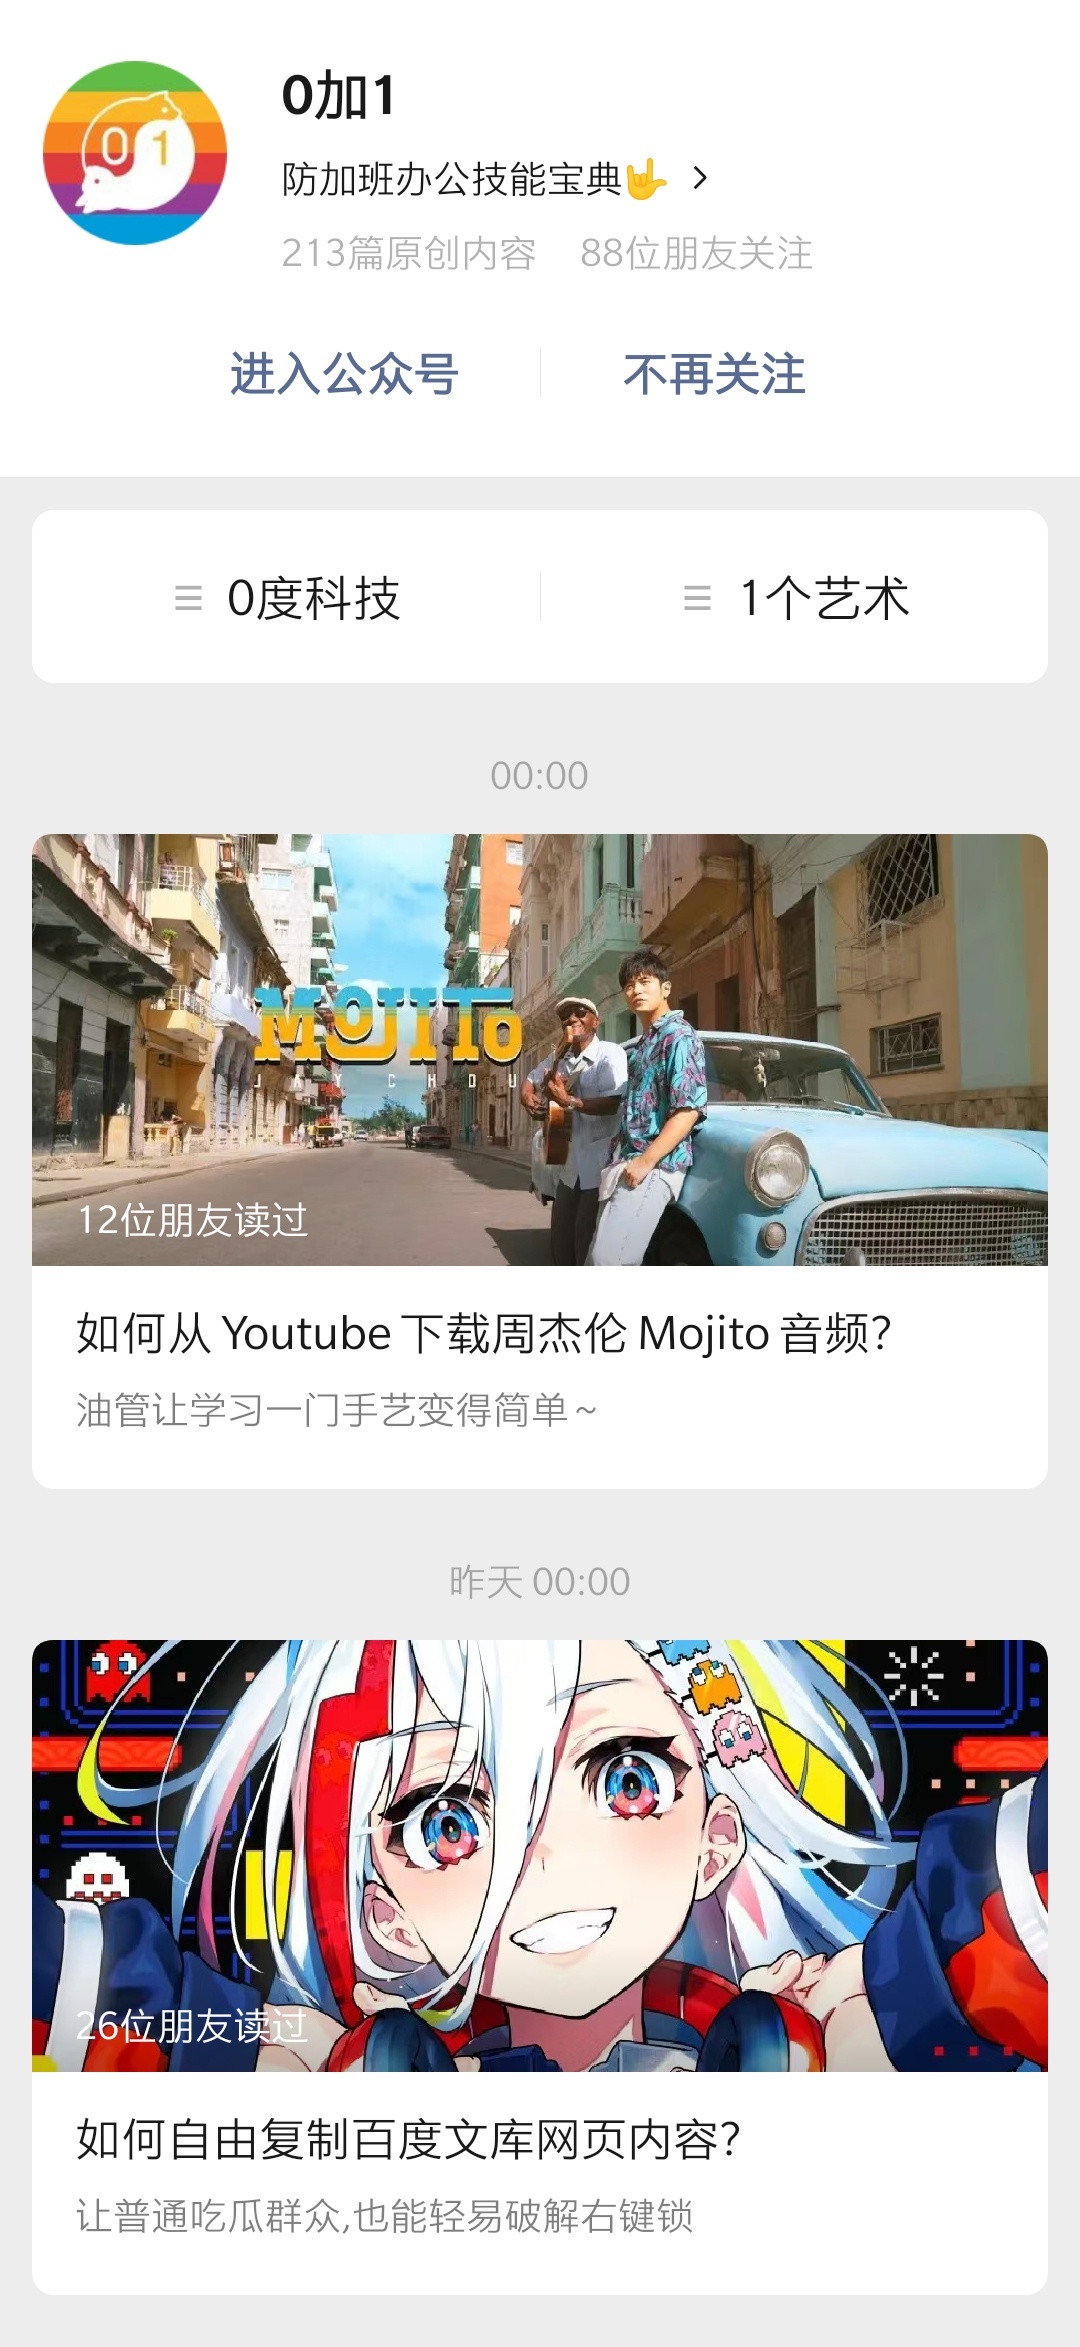 0 1
0加1
防加班办公技能宝典🤟 >
213篇原创内容 88位朋友关注
进入公众号 不再关注
0度科技 1个艺术
00:00
MOJITO
JAY CHOU
12位朋友读过
如何从 Youtube 下载周杰伦 Mojito 音频?
油管让学习一门手艺变得简单~
昨天 00:00
26位朋友读过
如何自由复制百度文库网页内容?
让普通吃瓜群众,也能轻易破解右键锁